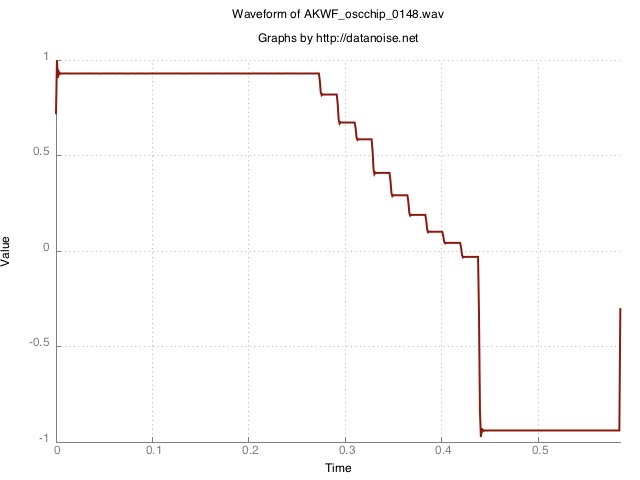 Waveform of AKWF_oscchip_0148.wav
Graphs by http://datanoise.net
1
0.5
0
-0.5
-1
Value
0 0.1 0.2 0.3 0.4 0.5
Time